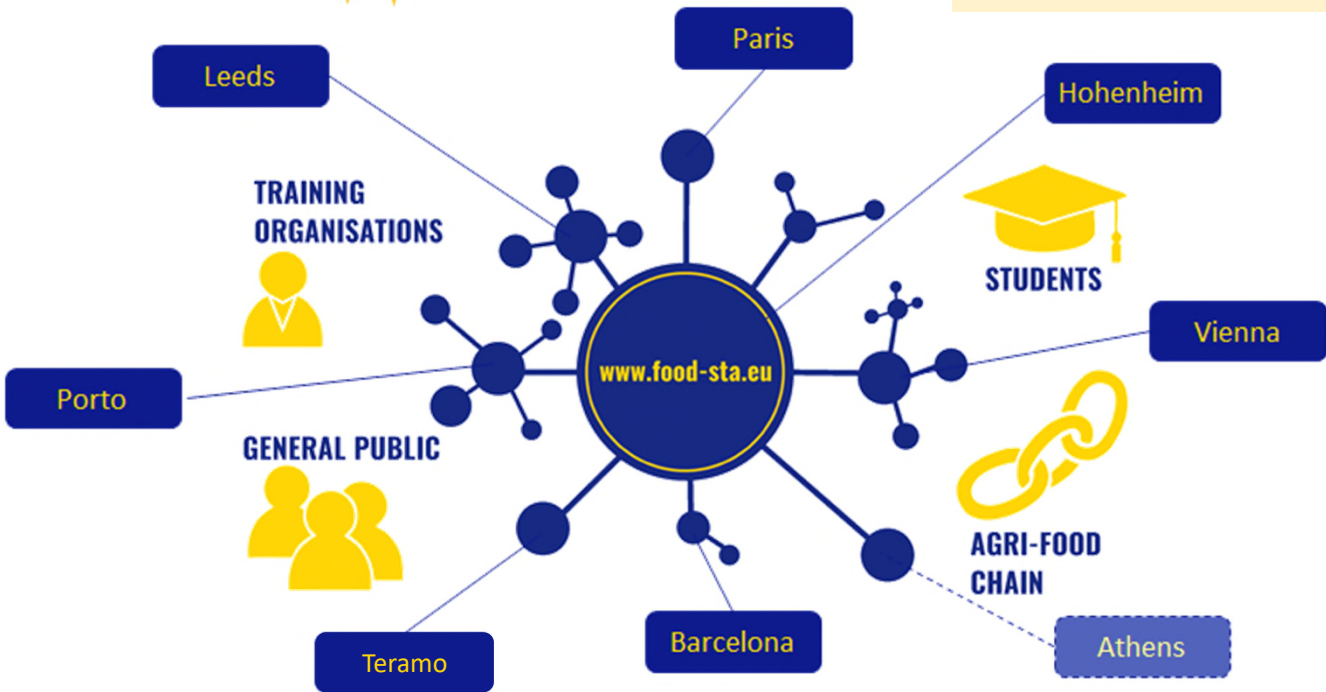 Paris
Leeds
Hohenheim
TRAINING
ORGANISATIONS
STUDENTS
Vienna
www.food-sta.eu
Porto
GENERAL PUBLIC
AGRI-FOOD
CHAIN
Barcelona
Athens
Teramo